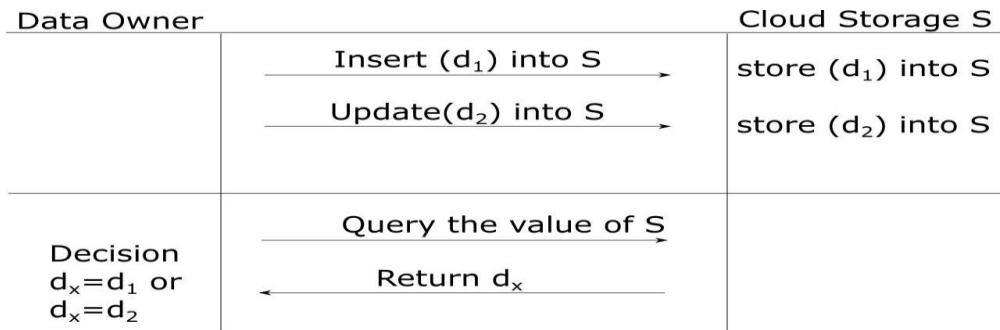 Data Owner
Cloud Storage S
Insert (d₁) into S
store (d₁) into S
Update(d₂) into S
store (d₂) into S
Query the value of S
Decision
dₓ=d₁ or
dₓ=d₂
Return dₓ